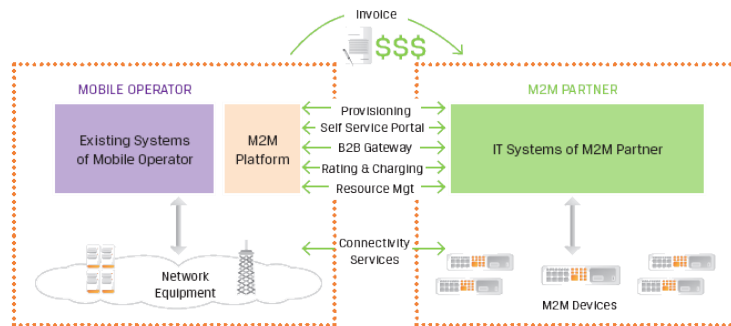 Invoice
$$$
MOBILE OPERATOR
M2M PARTNER
Existing Systems
of Mobile Operator
M2M
Platform
Provisioning
Self Service Portal
B2B Gateway
Rating & Charging
Resource Mgt
IT Systems of M2M Partner
Connectivity
Services
Network
Equipment
M2M Devices